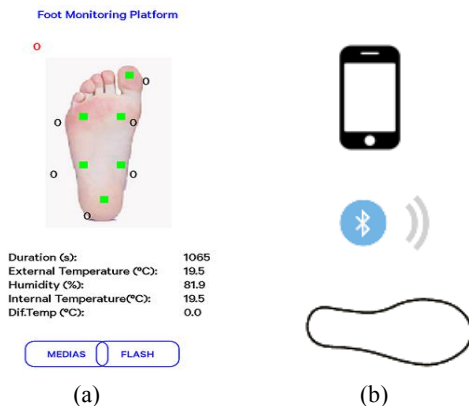 Foot Monitoring Platform
0
0
0
0
0
0
0
Duration (s): 1065
External Temperature (ºC): 19.5
Humidity (%): 81.9
Internal Temperature(ºC): 19.5
Dif.Temp (ºC): 0.0
MEDIAS FLASH
(a) (b)